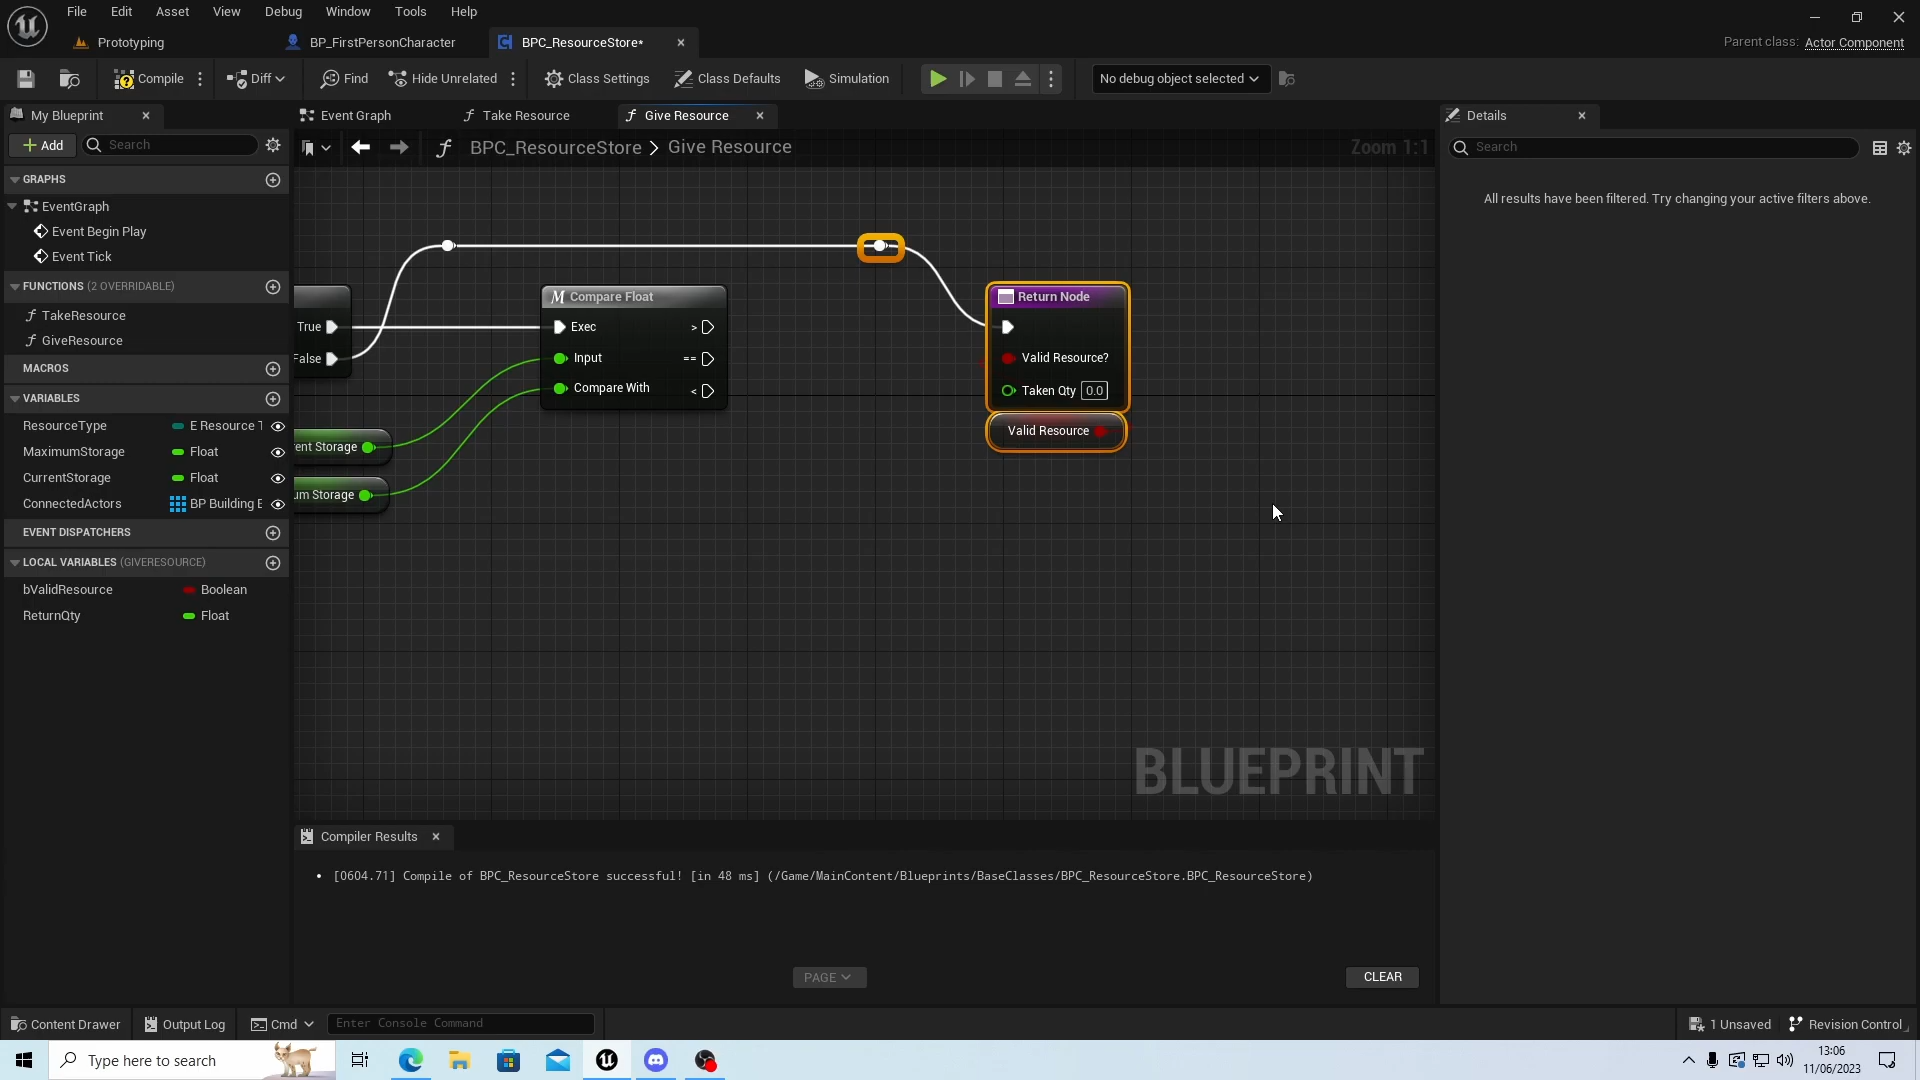 File Edit Asset View Debug Window Tools Help
Prototyping BP_FirstPersonCharacter BPC_ResourceStore*
Parent class: Actor Component
Compile Diff Find Hide Unrelated Class Settings Class Defaults Simulation No debug object selected
My Blueprint Event Graph Take Resource Give Resource Details
Add Search BPC_ResourceStore > Give Resource Zoom 1:1 Search
GRAPHS
All results have been filtered. Try changing your active filters above.
EventGraph
Event Begin Play
Event Tick
FUNCTIONS (2 OVERRIDABLE)
TakeResource
GiveResource
MACROS
VARIABLES
ResourceType E Resource T
MaximumStorage Float
CurrentStorage Float
ConnectedActors BP Building E
EVENT DISPATCHERS
LOCAL VARIABLES (GIVERESOURCE)
bValidResource Boolean
ReturnQty Float
True
False
Compare Float
Exec >
Input ==
Compare With <
ent Storage
um Storage
Return Node
Valid Resource?
Taken Qty 0.0
Valid Resource
BLUEPRINT
Compiler Results
• [0604.71] Compile of BPC_ResourceStore successful! [in 48 ms] (/Game/MainContent/Blueprints/BaseClasses/BPC_ResourceStore.BPC_ResourceStore)
PAGE CLEAR
Content Drawer Output Log Cmd Enter Console Command 1 Unsaved Revision Control
Type here to search
13:06
11/06/2023